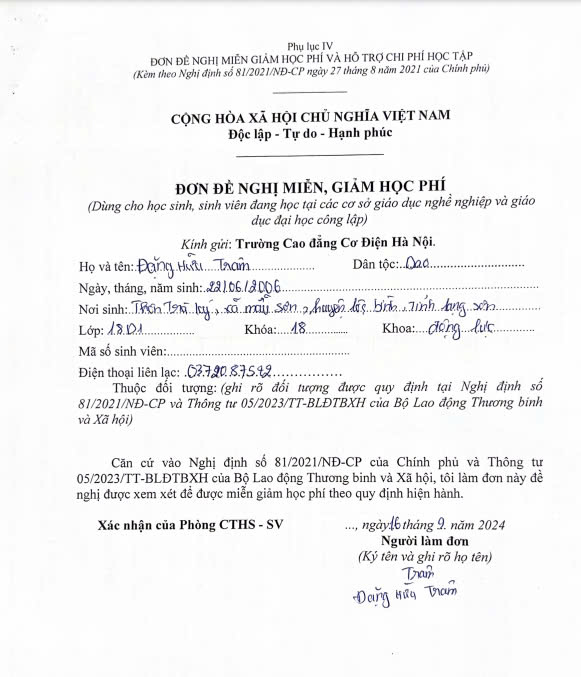 Phụ lục IV
ĐƠN ĐỀ NGHỊ MIỄN GIẢM HỌC PHÍ VÀ HỖ TRỢ CHI PHÍ HỌC TẬP
(Kèm theo Nghị định số 81/2021/NĐ-CP ngày 27 tháng 8 năm 2021 của Chính phủ)
CỘNG HÒA XÃ HỘI CHỦ NGHĨA VIỆT NAM
Độc lập - Tự do - Hạnh phúc
ĐƠN ĐỀ NGHỊ MIỄN, GIẢM HỌC PHÍ
(Dùng cho học sinh, sinh viên đang học tại các cơ sở giáo dục nghề nghiệp và giáo
dục đại học công lập)
Kính gửi: Trường Cao đẳng Cơ Điện Hà Nội.
Họ và tên: Đặng Hữu Trầm Dân tộc: Dao
Ngày, tháng, năm sinh: 22/06/2006
Nơi sinh: Thôn Trà ký, xã mẫu sơn, huyện lộc bình, tỉnh lạng sơn
Lớp: 18D1 Khóa: 18 Khoa: động lực
Mã số sinh viên:
Điện thoại liên lạc: 0372087592
Thuộc đối tượng: (ghi rõ đối tượng được quy định tại Nghị định số
81/2021/NĐ-CP và Thông tư 05/2023/TT-BLĐTBXH của Bộ Lao động Thương binh
và Xã hội)
Căn cứ vào Nghị định số 81/2021/NĐ-CP của Chính phủ và Thông tư
05/2023/TT-BLĐTBXH của Bộ Lao động Thương binh và Xã hội, tôi làm đơn này đề
nghị được xem xét để được miễn giảm học phí theo quy định hiện hành.
Xác nhận của Phòng CTHS - SV ..., ngày 16 tháng 9. năm 2024
Người làm đơn
(Ký tên và ghi rõ họ tên)
Trầm
Đặng Hữu Trầm